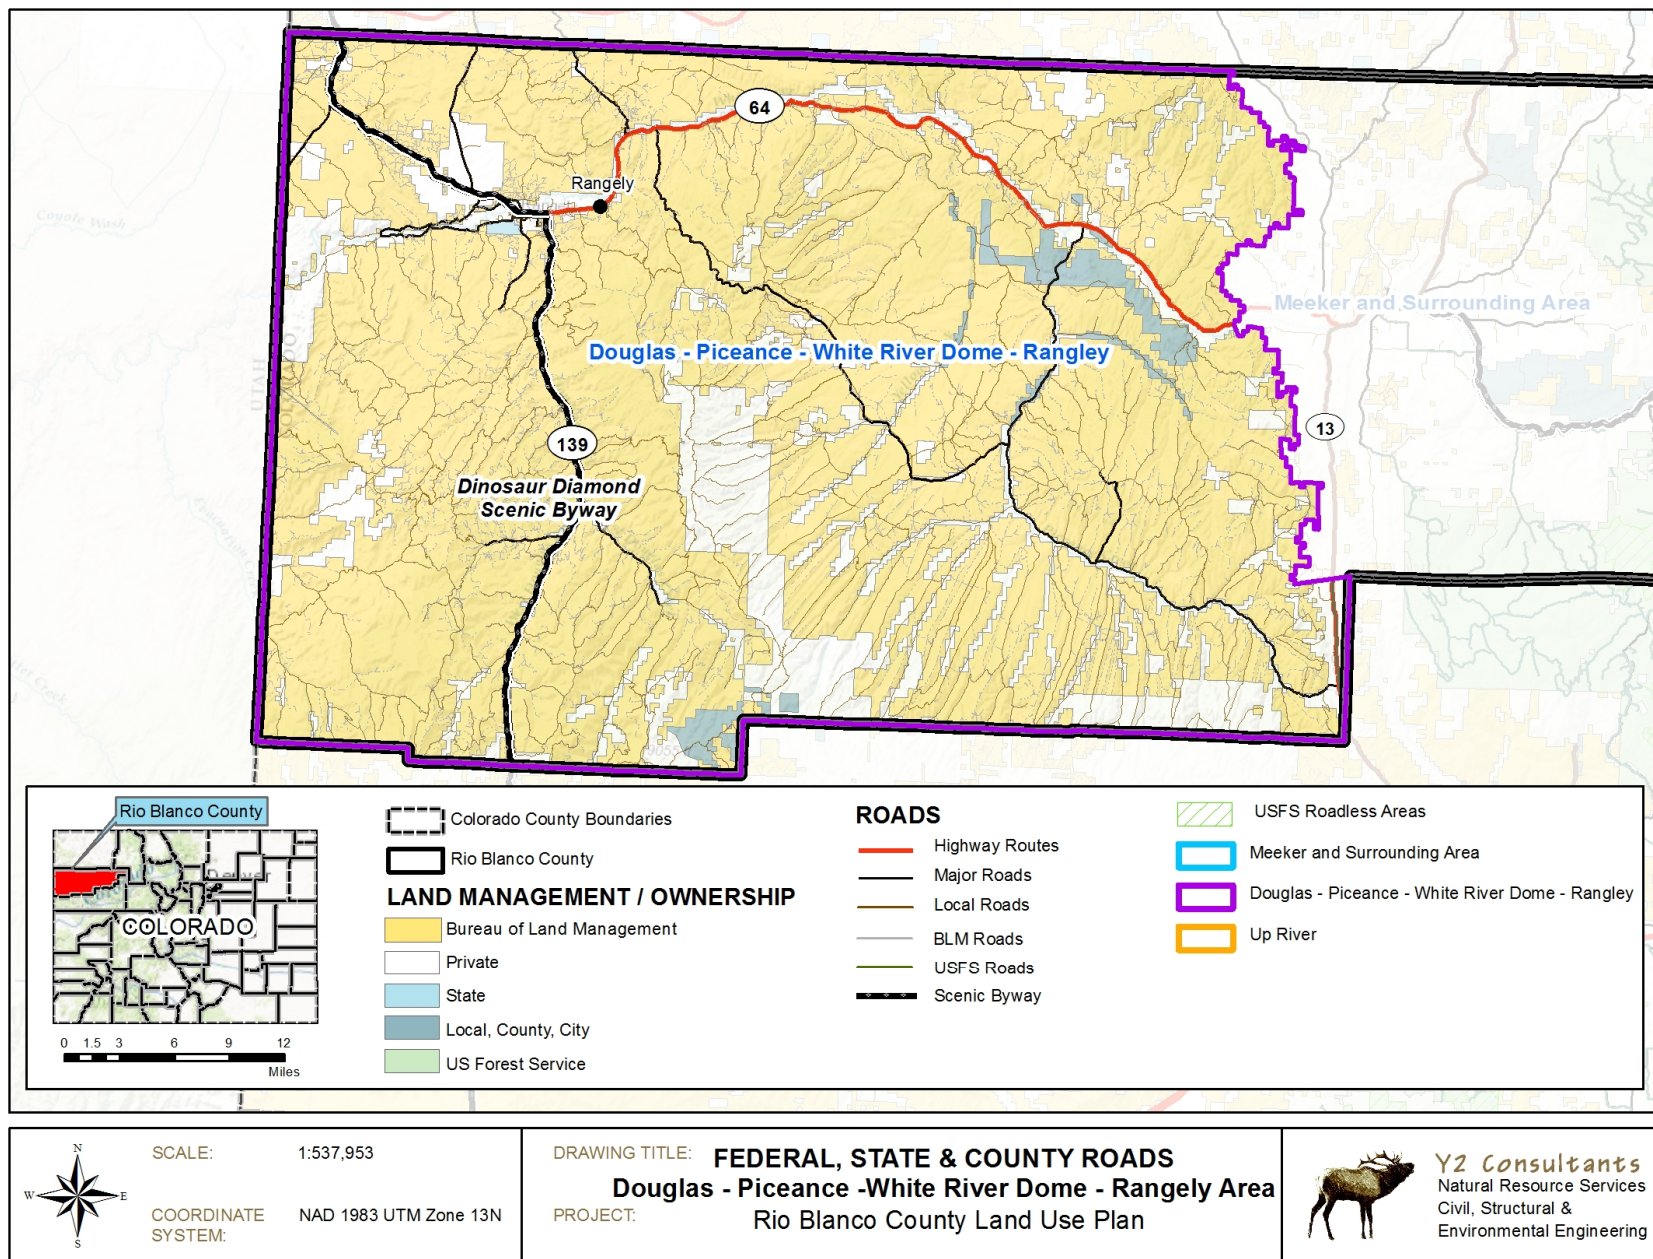 64
Rangely
Coyote Wash
Meeker and Surrounding Area
Douglas - Piceance - White River Dome - Rangley
13
139
Dinosaur Diamond
Scenic Byway
Rio Blanco County
Denver
COLORADO
0 1.5 3 6 9 12
Miles
Colorado County Boundaries
Rio Blanco County
LAND MANAGEMENT / OWNERSHIP
Bureau of Land Management
Private
State
Local, County, City
US Forest Service
ROADS
Highway Routes
Major Roads
Local Roads
BLM Roads
USFS Roads
Scenic Byway
USFS Roadless Areas
Meeker and Surrounding Area
Douglas - Piceance - White River Dome - Rangley
Up River
N
W E
S
SCALE: 1:537,953
COORDINATE SYSTEM: NAD 1983 UTM Zone 13N
DRAWING TITLE: FEDERAL, STATE & COUNTY ROADS
Douglas - Piceance -White River Dome - Rangely Area
PROJECT: Rio Blanco County Land Use Plan
Y2 Consultants
Natural Resource Services
Civil, Structural &
Environmental Engineering